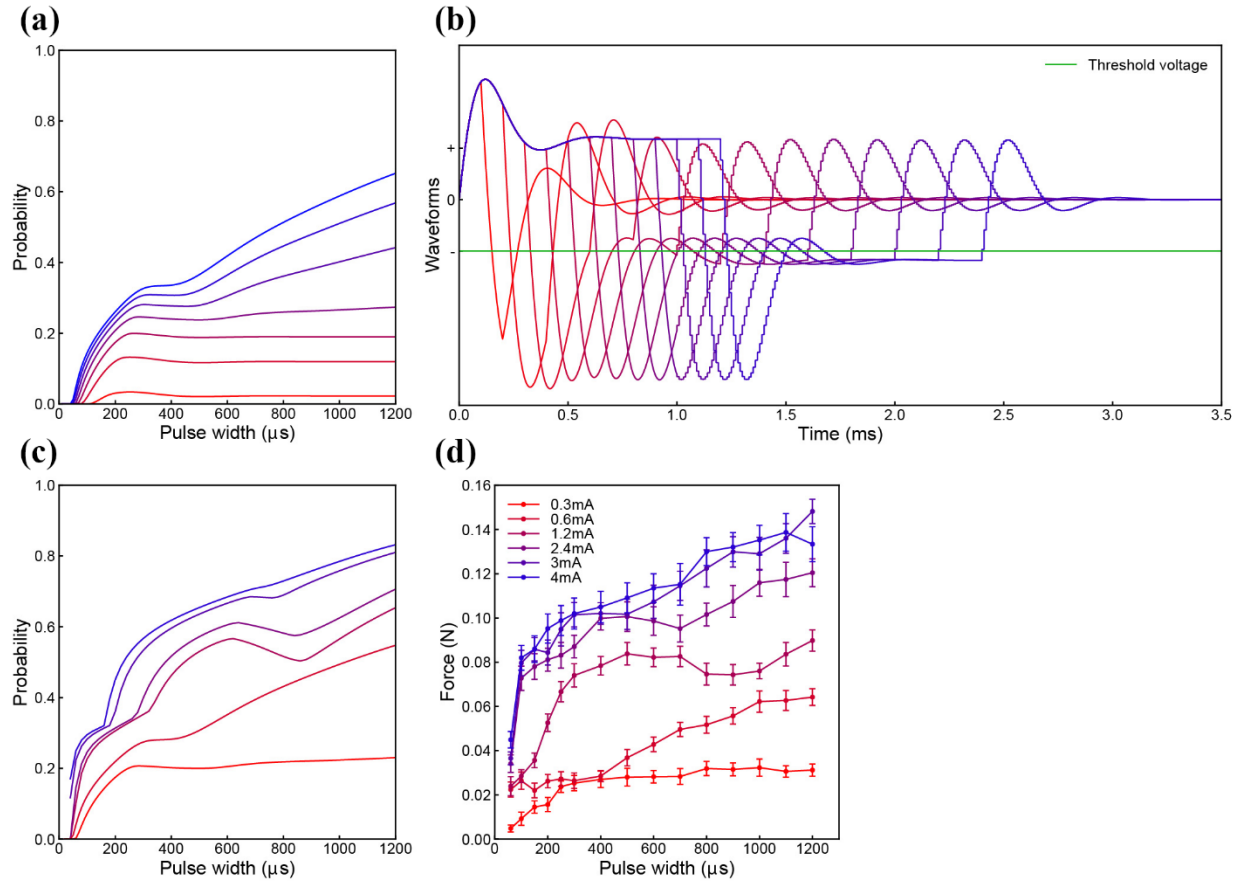 (a)
1.0
0.8
0.6
0.4
0.2
0.0
Probability
0 200 400 600 800 1000 1200
Pulse width (μs)
(b)
Threshold voltage
+
0
-
Waveforms
0.0 0.5 1.0 1.5 2.0 2.5 3.0 3.5
Time (ms)
(c)
1.0
0.8
0.6
0.4
0.2
0.0
Probability
0 200 400 600 800 1000 1200
Pulse width (μs)
(d)
0.16
0.14
0.12
0.10
0.08
0.06
0.04
0.02
0.00
Force (N)
0.3mA
0.6mA
1.2mA
2.4mA
3mA
4mA
0 200 400 600 800 1000 1200
Pulse width (μs)